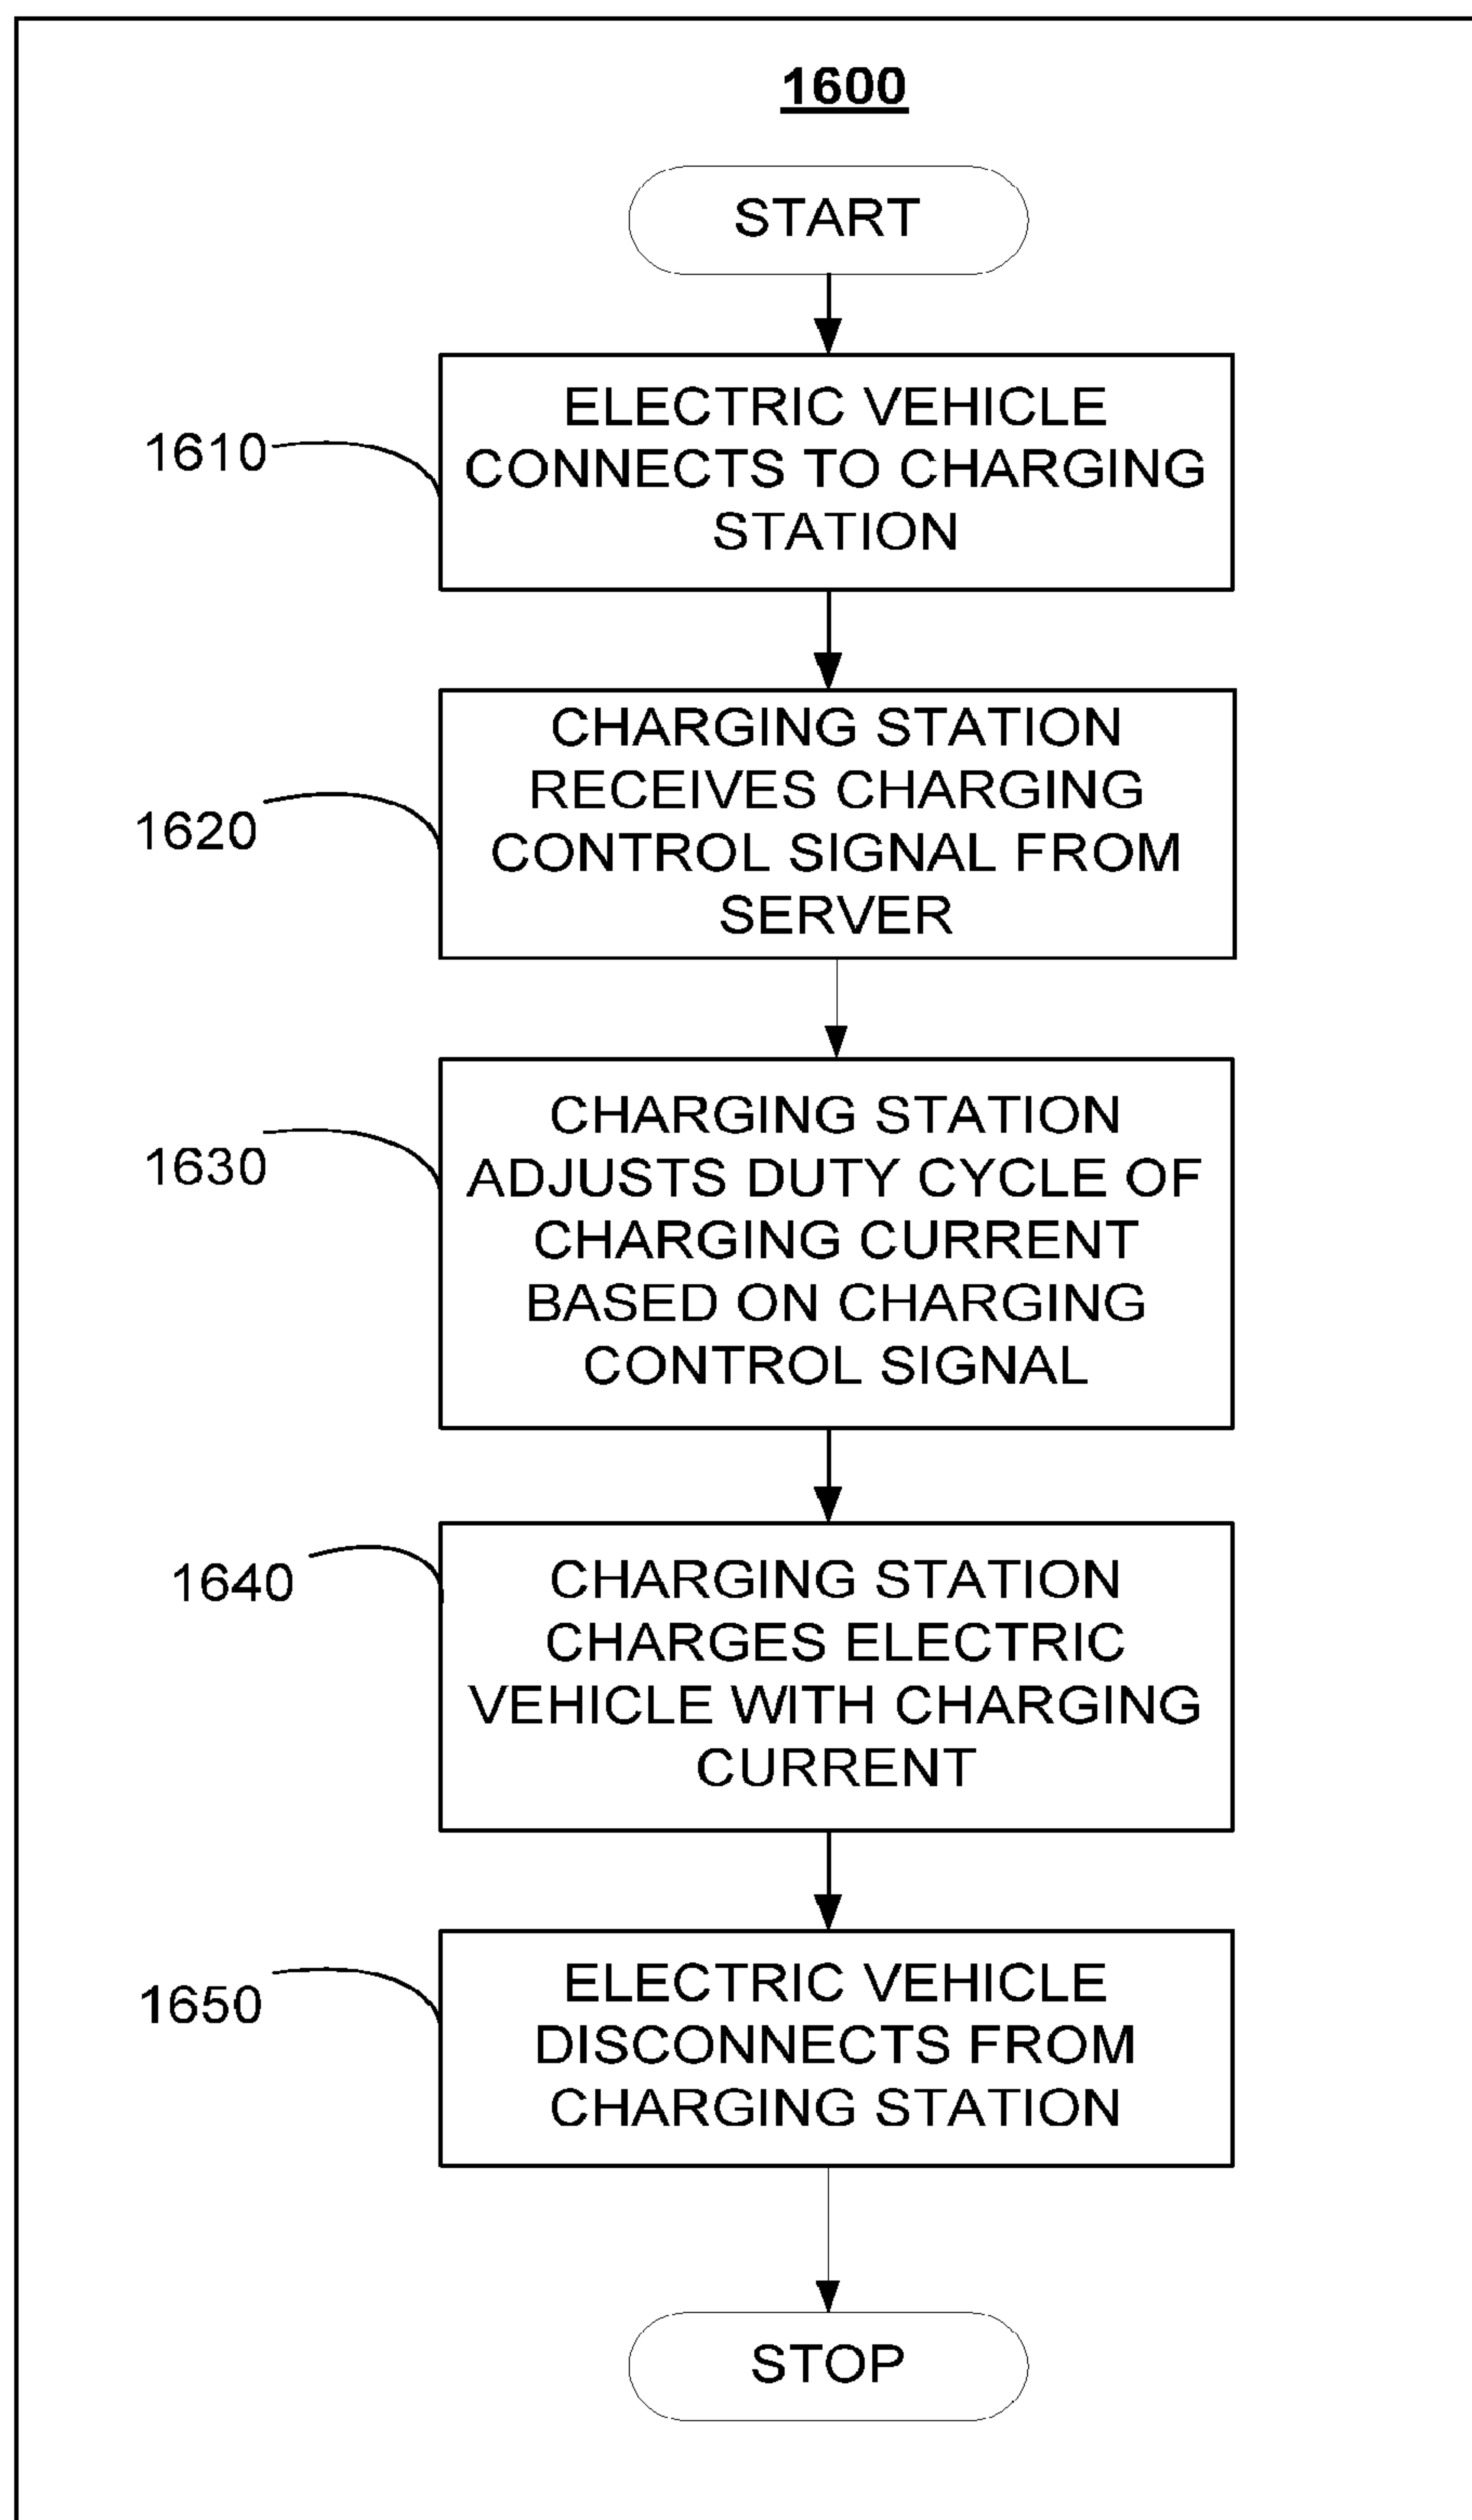 1600
START
1610
ELECTRIC VEHICLE
CONNECTS TO CHARGING
STATION
1620
CHARGING STATION
RECEIVES CHARGING
CONTROL SIGNAL FROM
SERVER
1630
CHARGING STATION
ADJUSTS DUTY CYCLE OF
CHARGING CURRENT
BASED ON CHARGING
CONTROL SIGNAL
1640
CHARGING STATION
CHARGES ELECTRIC
VEHICLE WITH CHARGING
CURRENT
1650
ELECTRIC VEHICLE
DISCONNECTS FROM
CHARGING STATION
STOP